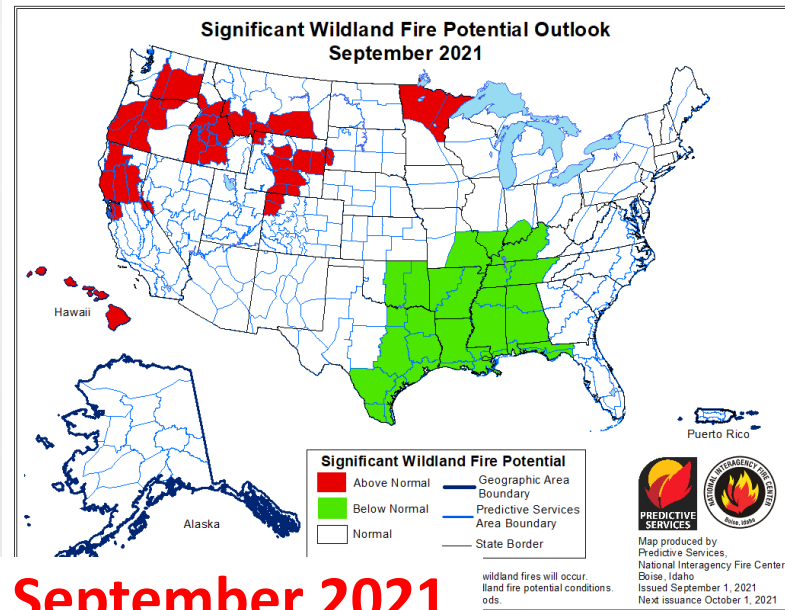 Significant Wildland Fire Potential Outlook
September 2021
Hawaii
Alaska
Puerto Rico
Significant Wildland Fire Potential
Above Normal
Below Normal
Normal
Geographic Area
Boundary
Predictive Services
Area Boundary
State Border
PREDICTIVE
SERVICES
NATIONAL INTERAGENCY FIRE CENTER
Boise, Idaho
Map produced by
Predictive Services,
National Interagency Fire Center
Boise, Idaho
Issued September 1, 2021
Next issuance October 1, 2021
wildland fires will occur.
land fire potential conditions.
ods.
September 2021